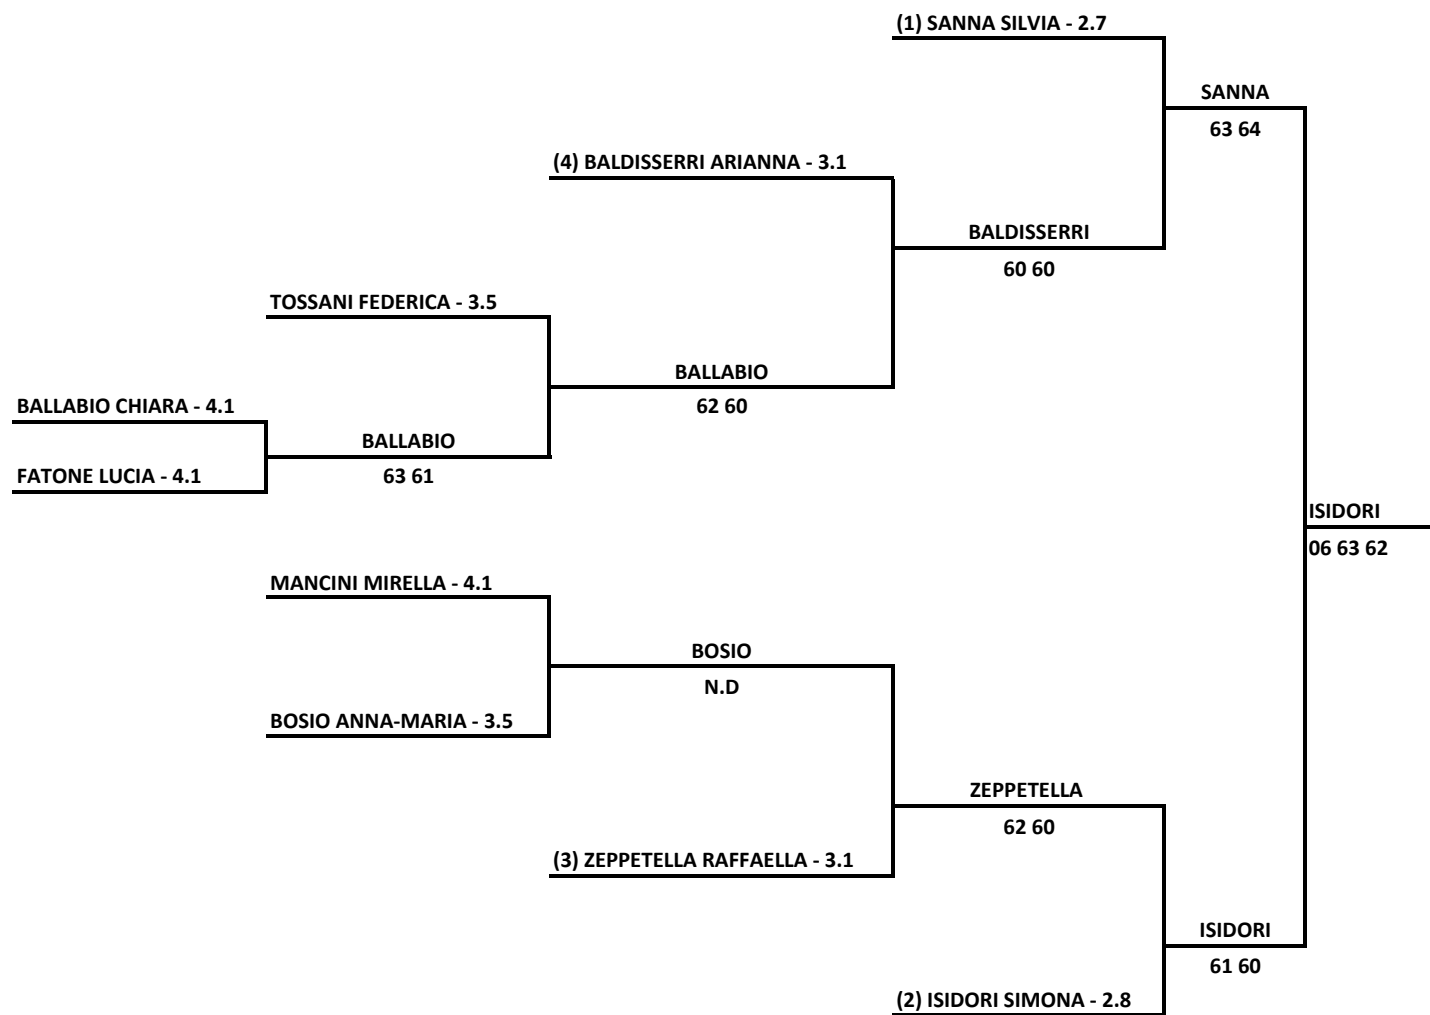 (1) SANNA SILVIA - 2.7
SANNA
63 64
(4) BALDISSERRI ARIANNA - 3.1
BALDISSERRI
60 60
TOSSANI FEDERICA - 3.5
BALLABIO
62 60
BALLABIO CHIARA - 4.1
BALLABIO
63 61
FATONE LUCIA - 4.1
ISIDORI
06 63 62
MANCINI MIRELLA - 4.1
BOSIO
N.D
BOSIO ANNA-MARIA - 3.5
ZEPPETELLA
62 60
(3) ZEPPETELLA RAFFAELLA - 3.1
ISIDORI
61 60
(2) ISIDORI SIMONA - 2.8